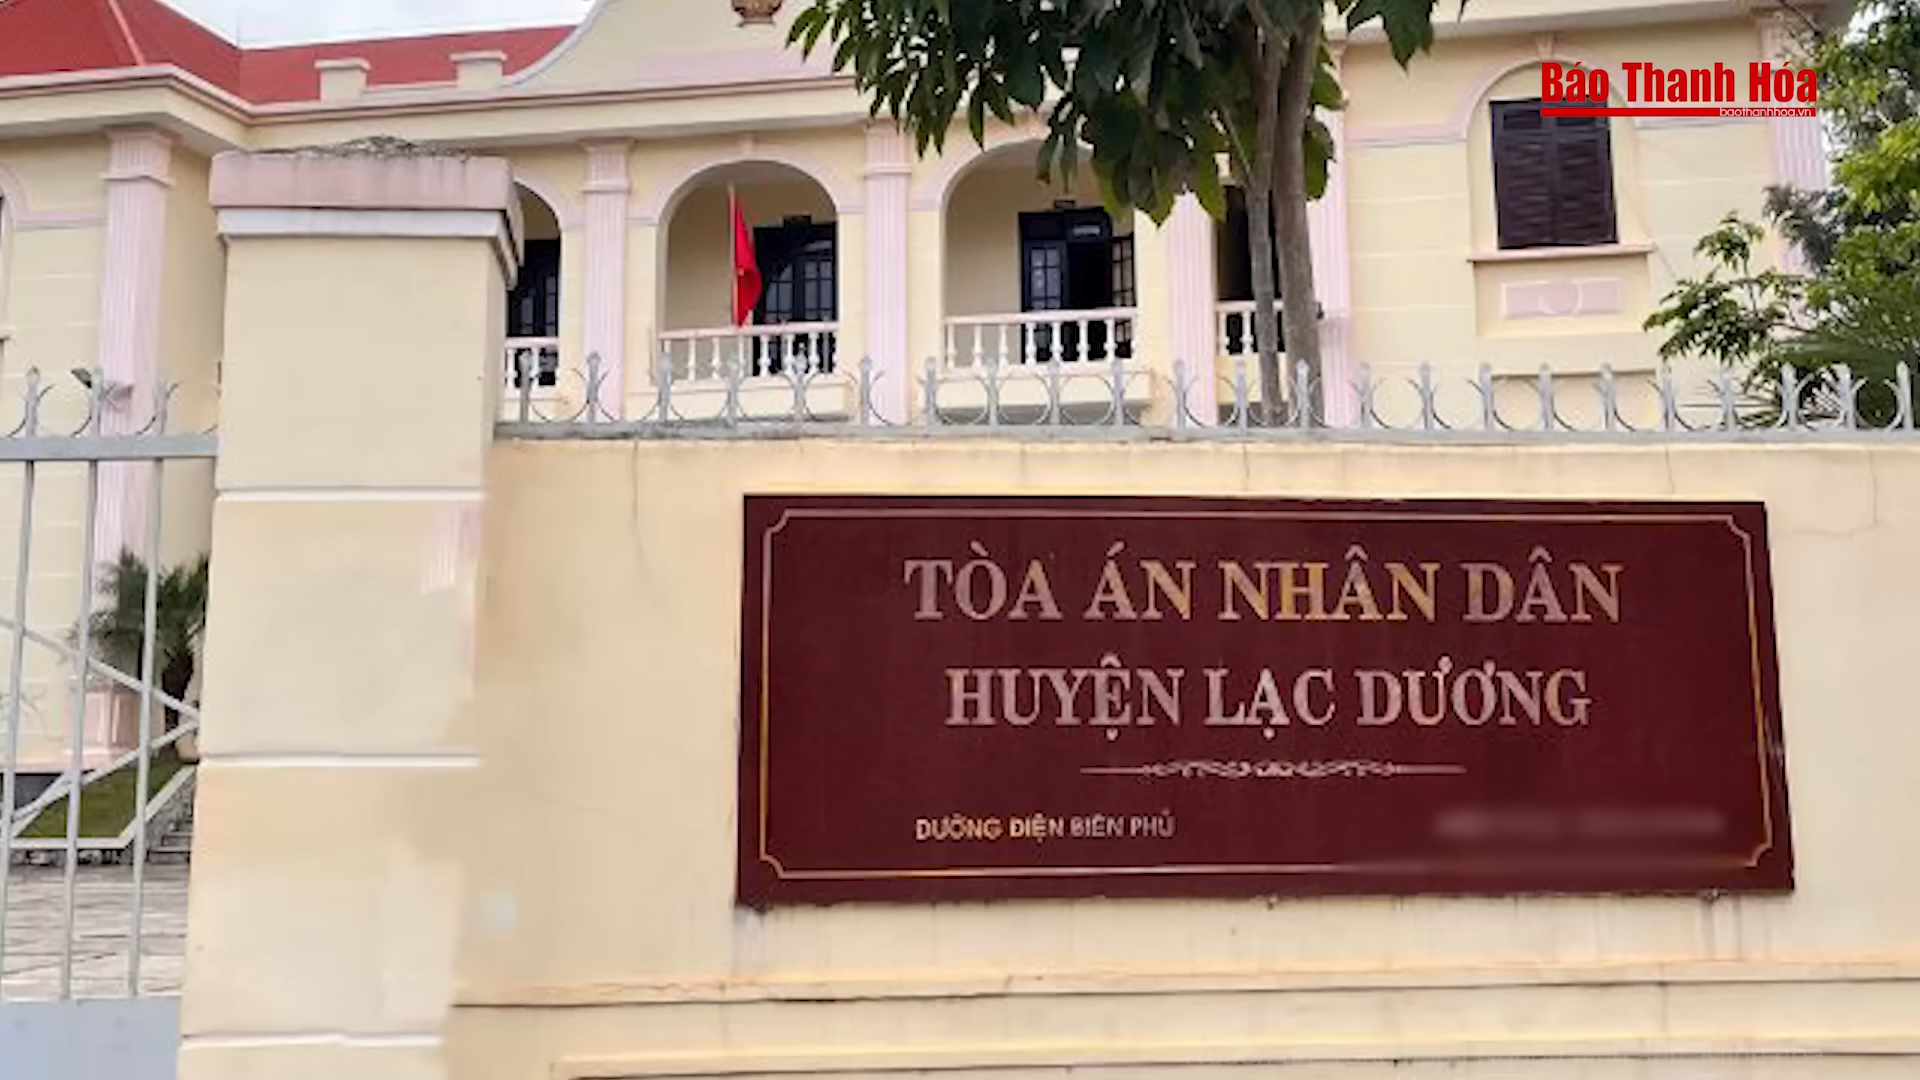 Báo Thanh Hóa
baothanhhoa.vn
TÒA ÁN NHÂN DÂN
HUYỆN LẠC DƯƠNG
ĐƯỜNG ĐIỆN BIÊN PHỦ